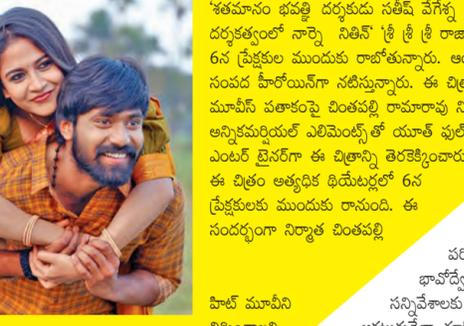 'శతమానం భవత్ని దర్శకుడు సతీష్ వేగేశ్న
దర్శకత్వంలో నార్నె నితిన్' 'శ్రీ శ్రీ శ్రీ రాజా
6న ప్రేక్షకుల ముందుకు రాబోతున్నారు.
సంపద హీరోయిన్‌గా నటిస్తున్నారు. ఈ చిత్ర
మూవీస్ పతాకంపై చింతపల్లి రామారావు ని
అన్నికమర్షియల్ ఎలిమెంట్స్‌తో యూత్ ఫుల్
ఎంటర్ టైనర్‌గా ఈ చిత్రాన్ని తెరకెక్కించారు
ఈ చిత్రం అత్యధిక థియేటర్లలో 6న
ప్రేక్షకులకు ముందుకు రానుంది. ఈ
సందర్భంగా నిర్మాత చింతపల్లి
భావోద్వే
హిట్ మూవీని సన్నివేశాలకు